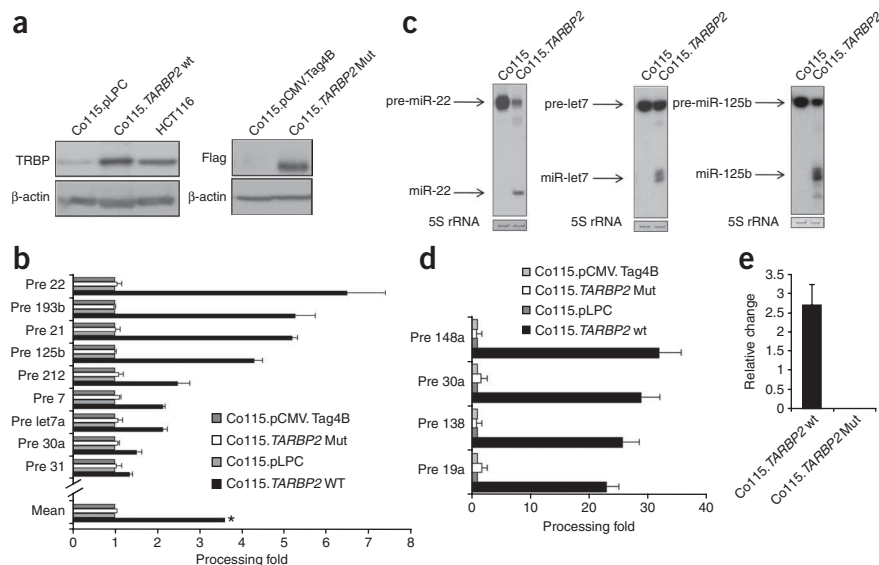 a
Co115.pLPC
Co115.TARBP2 wt
HCT116
TRBP
β-actin
Co115.pCMV.Tag4B
Co115.TARBP2 Mut
Flag
β-actin
c
Co115
Co115.TARBP2
pre-miR-22
miR-22
5S rRNA
Co115
Co115.TARBP2
pre-let7
miR-let7
5S rRNA
Co115
Co115.TARBP2
pre-miR-125b
miR-125b
5S rRNA
b
Pre 22
Pre 193b
Pre 21
Pre 125b
Pre 212
Pre 7
Pre let7a
Pre 30a
Pre 31
Mean
Co115.pCMV.Tag4B
Co115.TARBP2 Mut
Co115.pLPC
Co115.TARBP2 WT
*
0 1 2 3 4 5 6 7 8
Processing fold
d
Co115.pCMV.Tag4B
Co115.TARBP2 Mut
Co115.pLPC
Co115.TARBP2 wt
Pre 148a
Pre 30a
Pre 138
Pre 19a
0 10 20 30 40
Processing fold
e
Relative change
3.5
3
2.5
2
1.5
1
0.5
0
Co115.TARBP2 wt
Co115.TARBP2 Mut